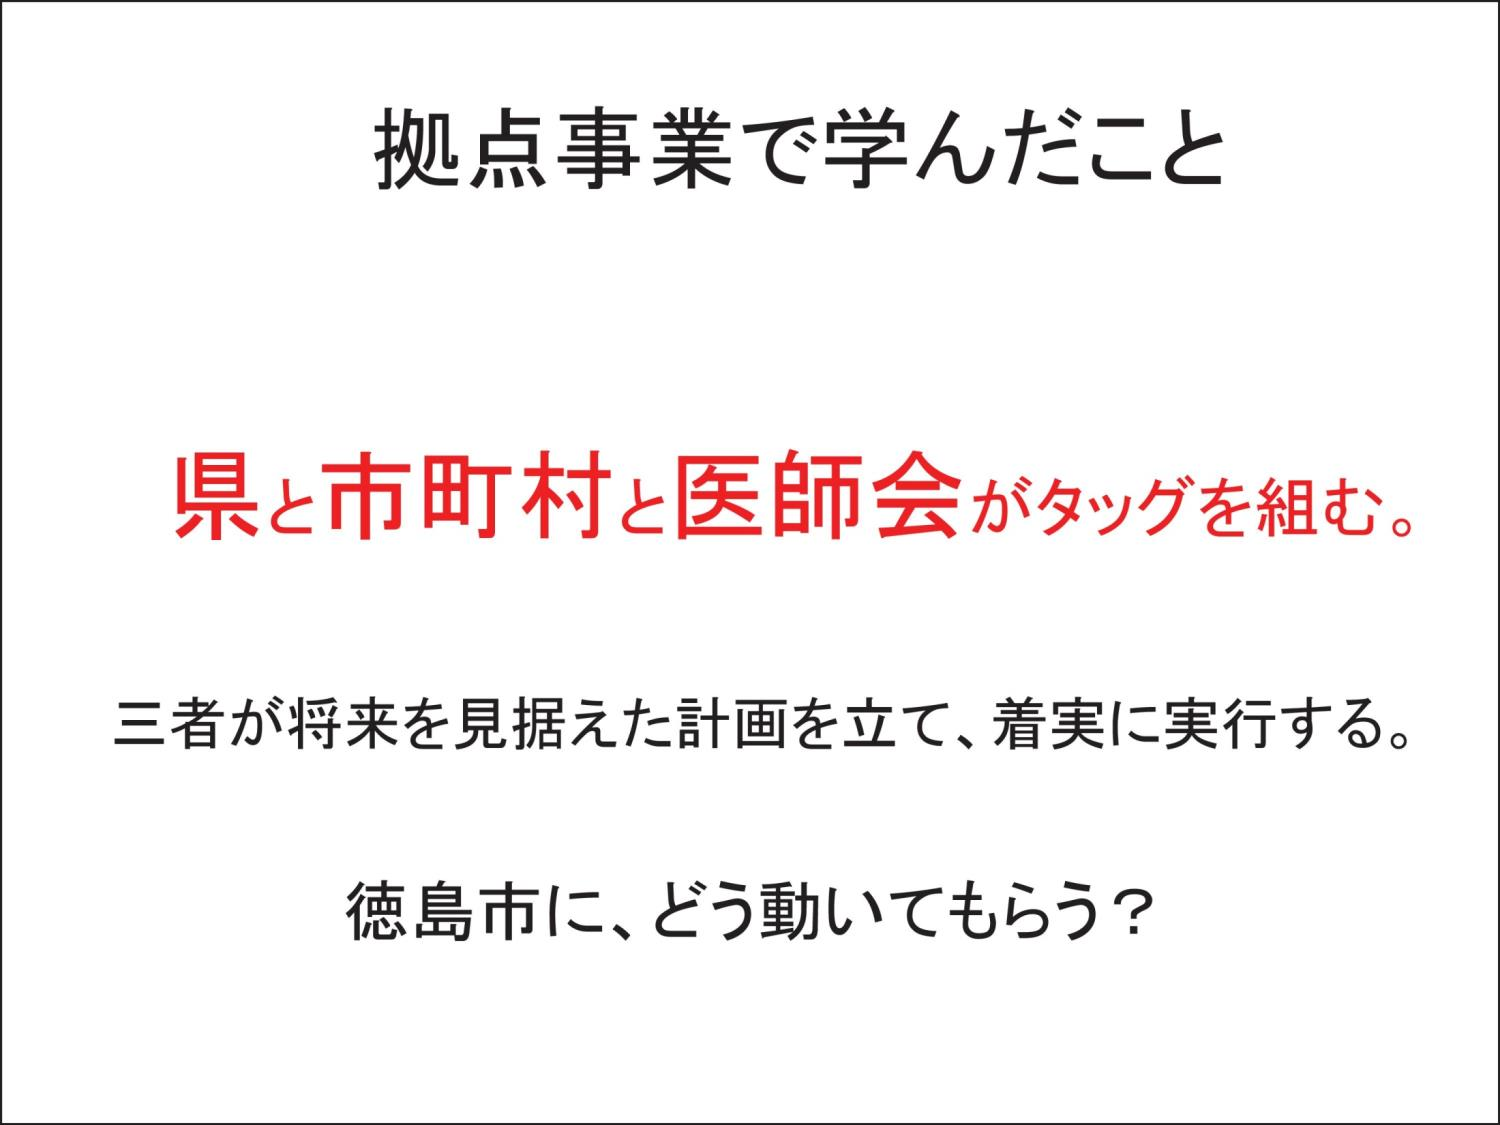 拠点事業で学んだこと
県と市町村と医師会がタッグを組む。
三者が将来を見据えた計画を立て、着実に実行する。
徳島市に、どう動いてもらう？